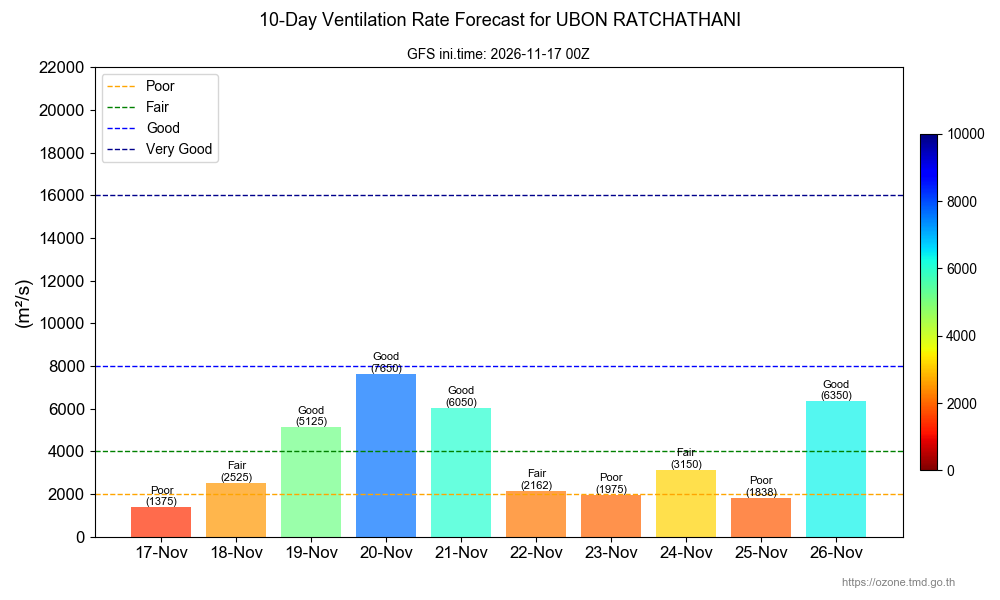 10-Day Ventilation Rate Forecast for UBON RATCHATHANI
GFS ini.time: 2026-11-17 00Z
22000
20000
18000
16000
14000
12000
10000
8000
6000
4000
2000
0
(m²/s)
Poor
Fair
Good
Very Good
Poor
(1375)
Fair
(2525)
Good
(5125)
Good
(7650)
Good
(6050)
Fair
(2162)
Poor
(1975)
Fair
(3150)
Poor
(1838)
Good
(6350)
17-Nov
18-Nov
19-Nov
20-Nov
21-Nov
22-Nov
23-Nov
24-Nov
25-Nov
26-Nov
10000
8000
6000
4000
2000
0
https://ozone.tmd.go.th